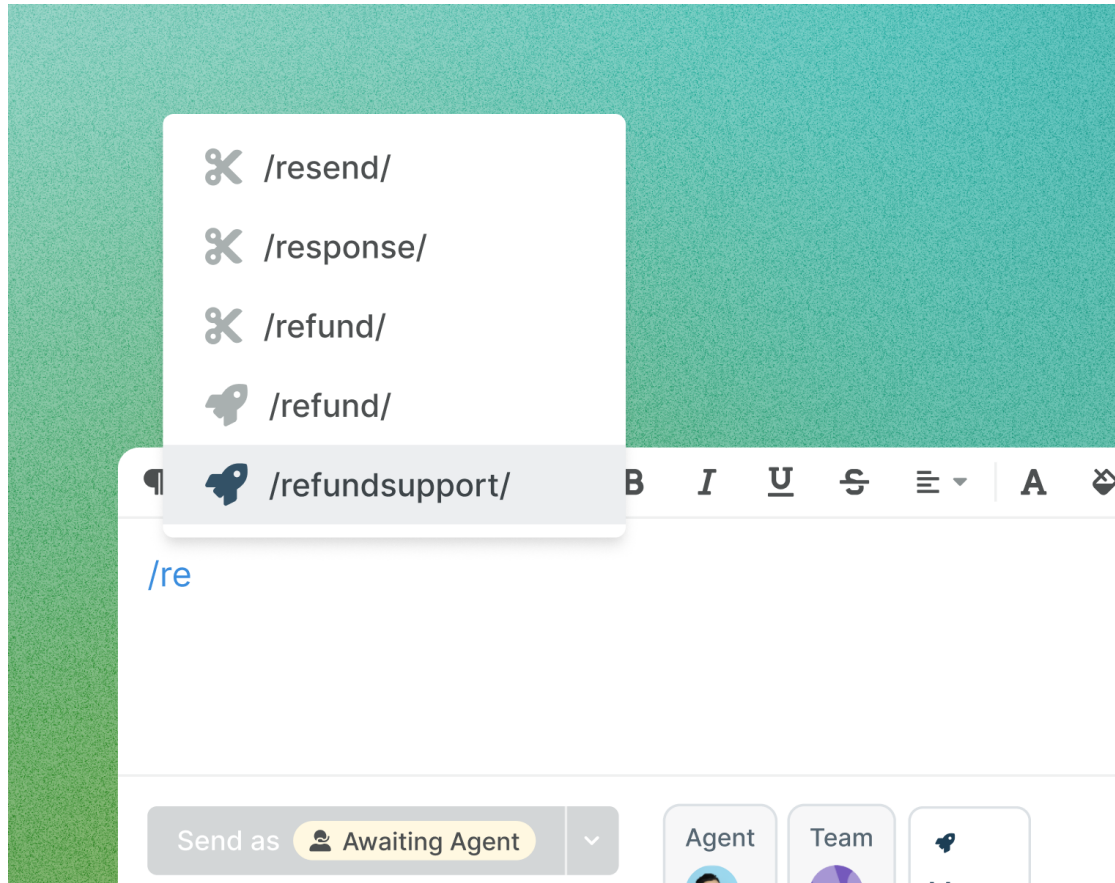 /resend/
/response/
/refund/
/refund/
/refundsupport/
B I U S A
/re
Send as Awaiting Agent
Agent
Team